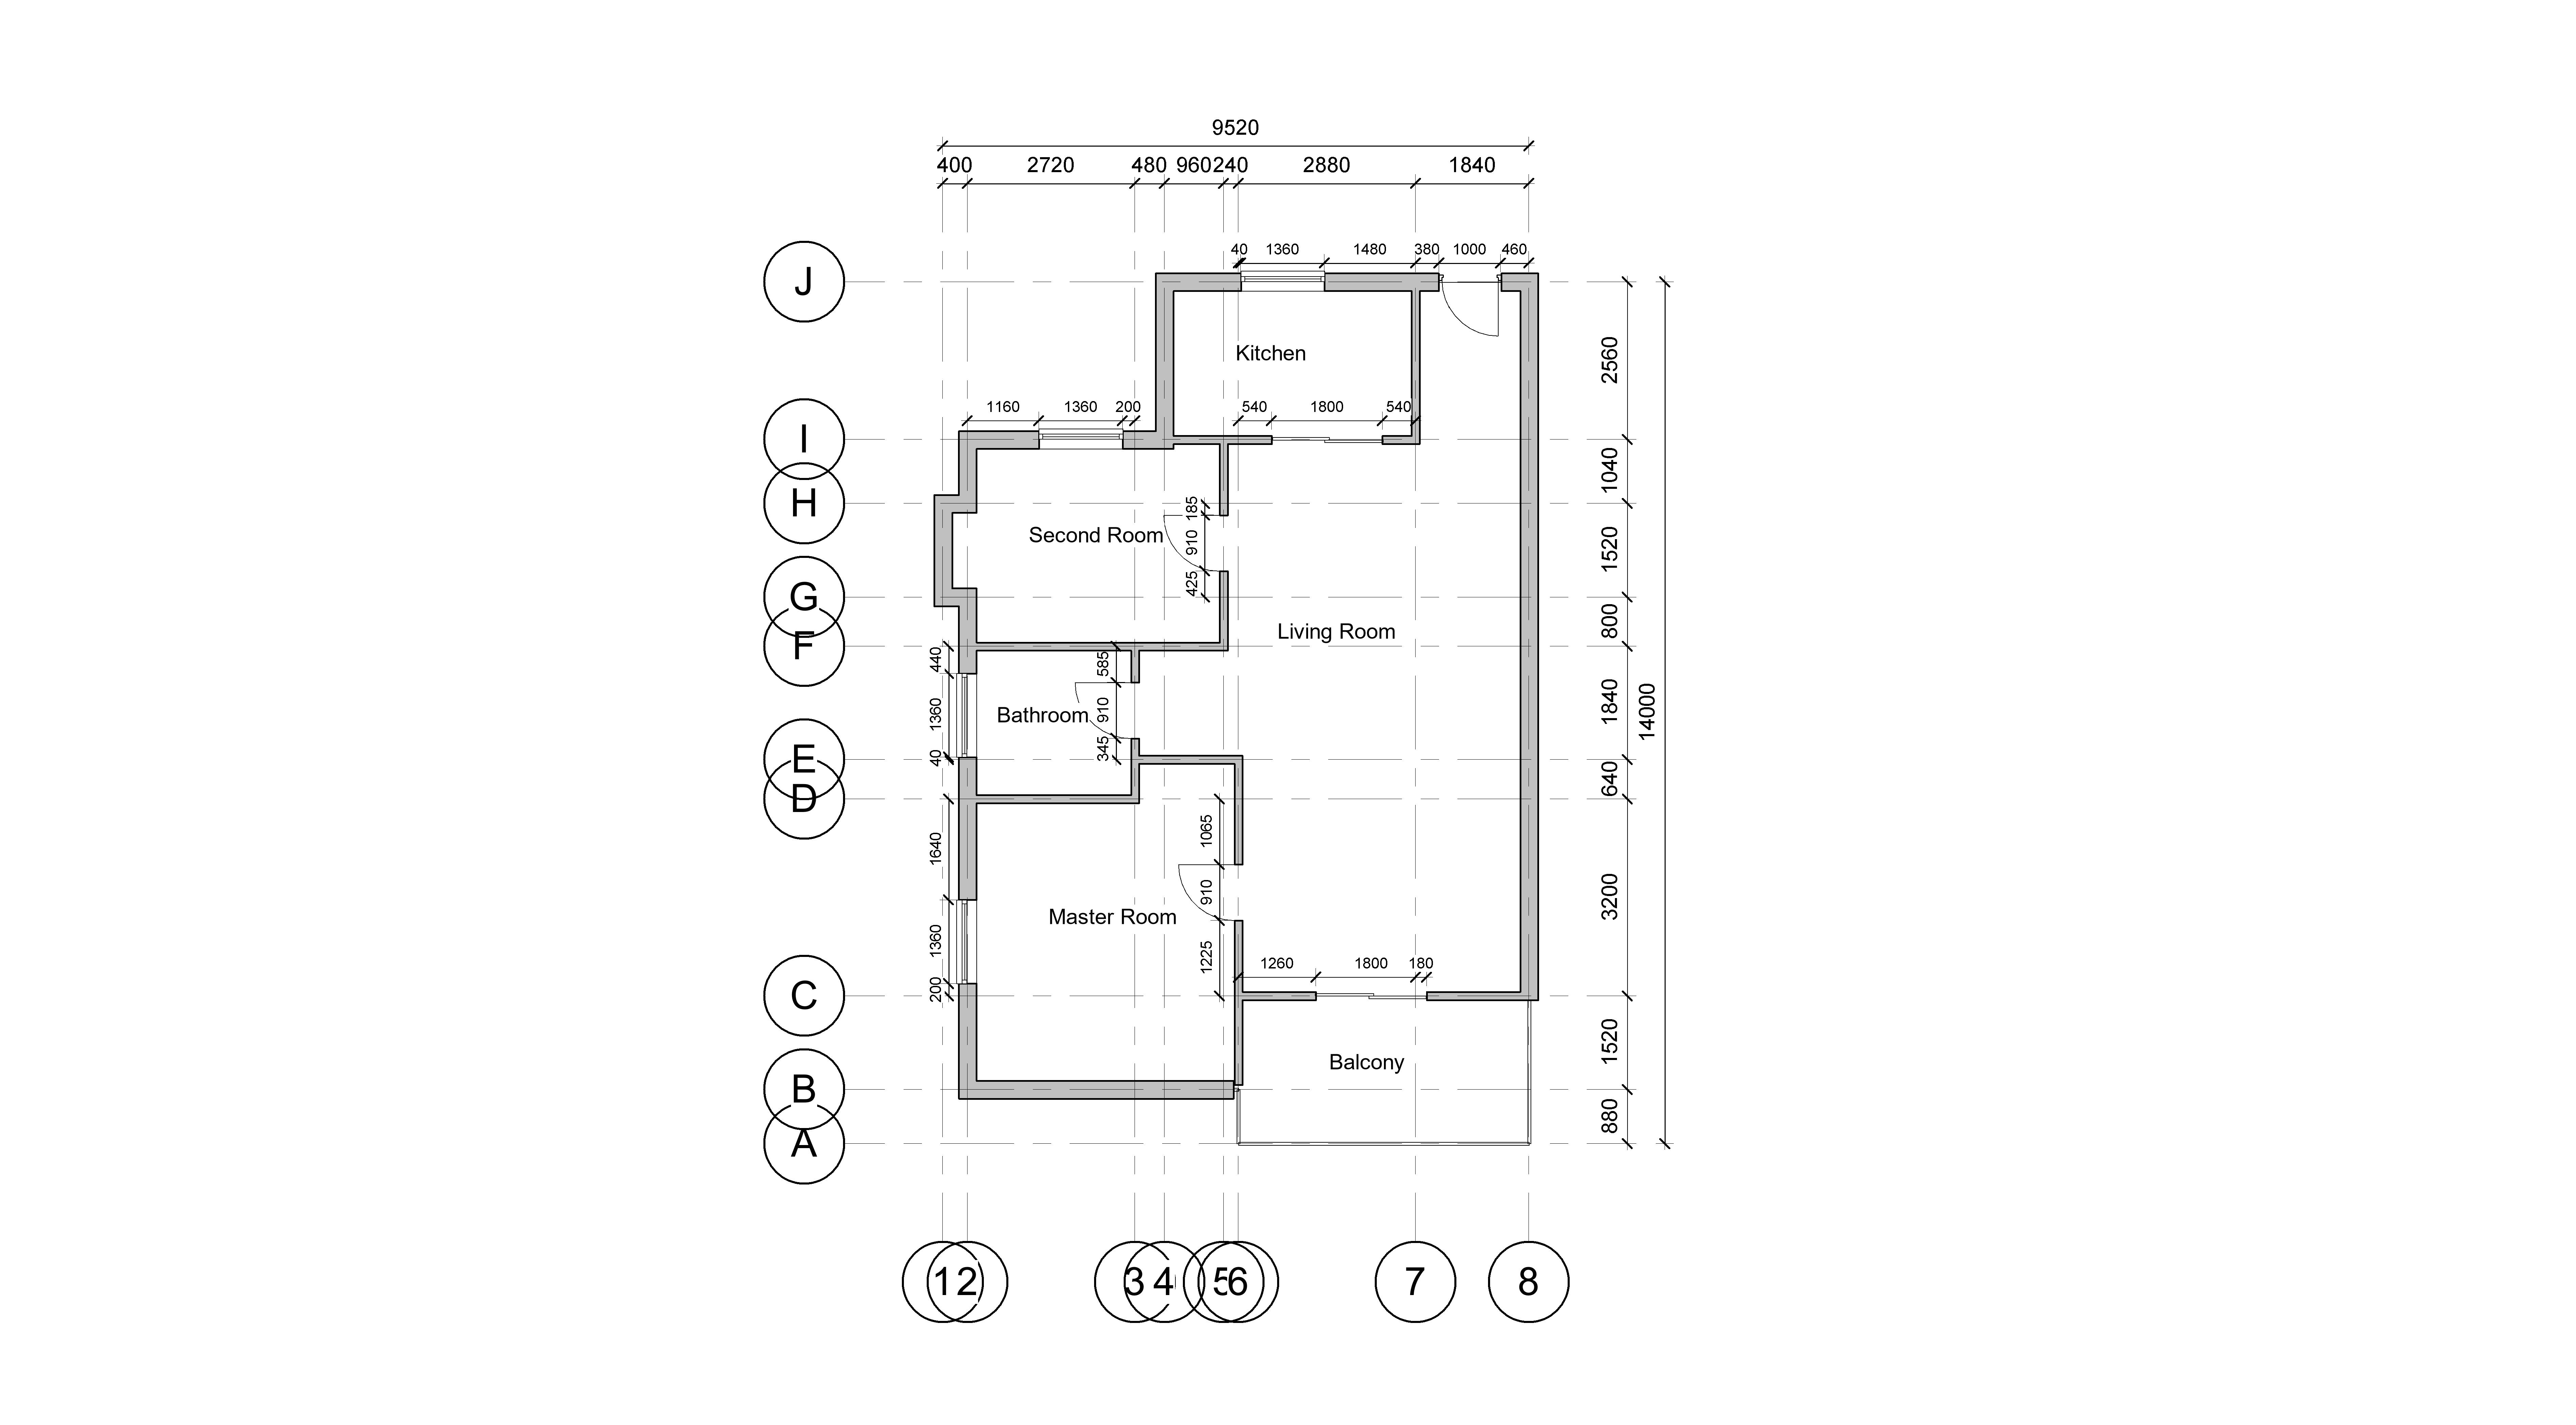 9520
400 2720 480 960 240 2880 1840
40 1360 1480 380 1000 460
J
Kitchen
2560
1160 1360 200
540 1800 540
I
1040
H
185
Second Room
910
1520
425
G
Living Room
800
F
440
585
1360
Bathroom
910
1840
14000
345
40
E
640
D
1640
1065
910
3200
Master Room
1360
1225
1260 1800 180
200
C
1520
Balcony
B
880
A
1 2 3 4 5 6 7 8